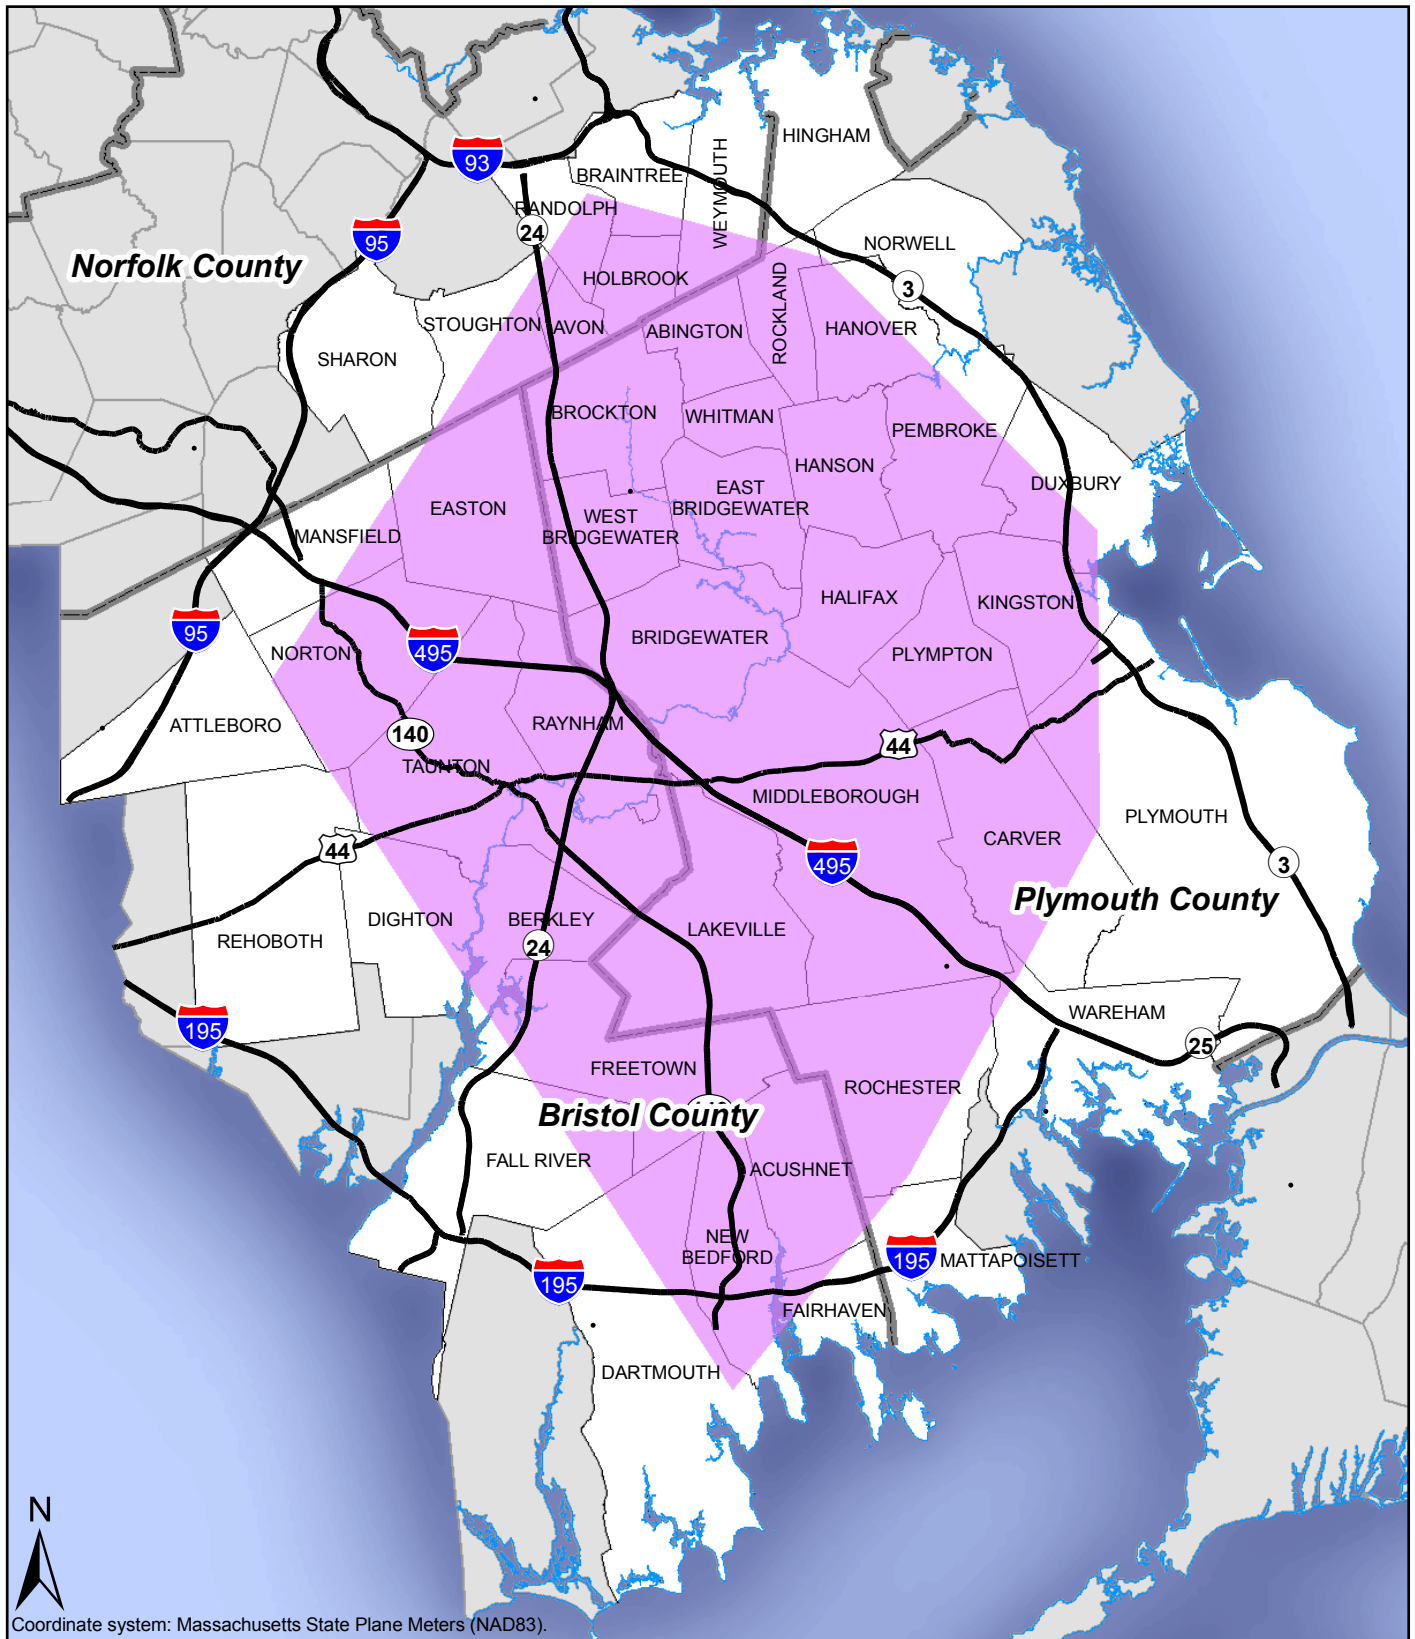 HINGHAM
93
BRAINTREE
WEYMOUTH
RANDOLPH
24
95
NORWELL
Norfolk County
HOLBROOK
3
ROCKLAND
STOUGHTON
AVON
ABINGTON
HANOVER
SHARON
BROCKTON
WHITMAN
PEMBROKE
HANSON
DUXBURY
EAST
BRIDGEWATER
EASTON
WEST
BRIDGEWATER
MANSFIELD
HALIFAX
KINGSTON
95
BRIDGEWATER
495
NORTON
PLYMPTON
ATTLEBORO
RAYNHAM
140
44
TAUNTON
MIDDLEBOROUGH
PLYMOUTH
CARVER
44
495
3
Plymouth County
DIGHTON
BERKLEY
LAKEVILLE
REHOBOTH
24
WAREHAM
195
25
FREETOWN
ROCHESTER
Bristol County
FALL RIVER
ACUSHNET
NEW
BEDFORD
195
MATTAPOISETT
195
FAIRHAVEN
DARTMOUTH
N
Coordinate system: Massachusetts State Plane Meters (NAD83).